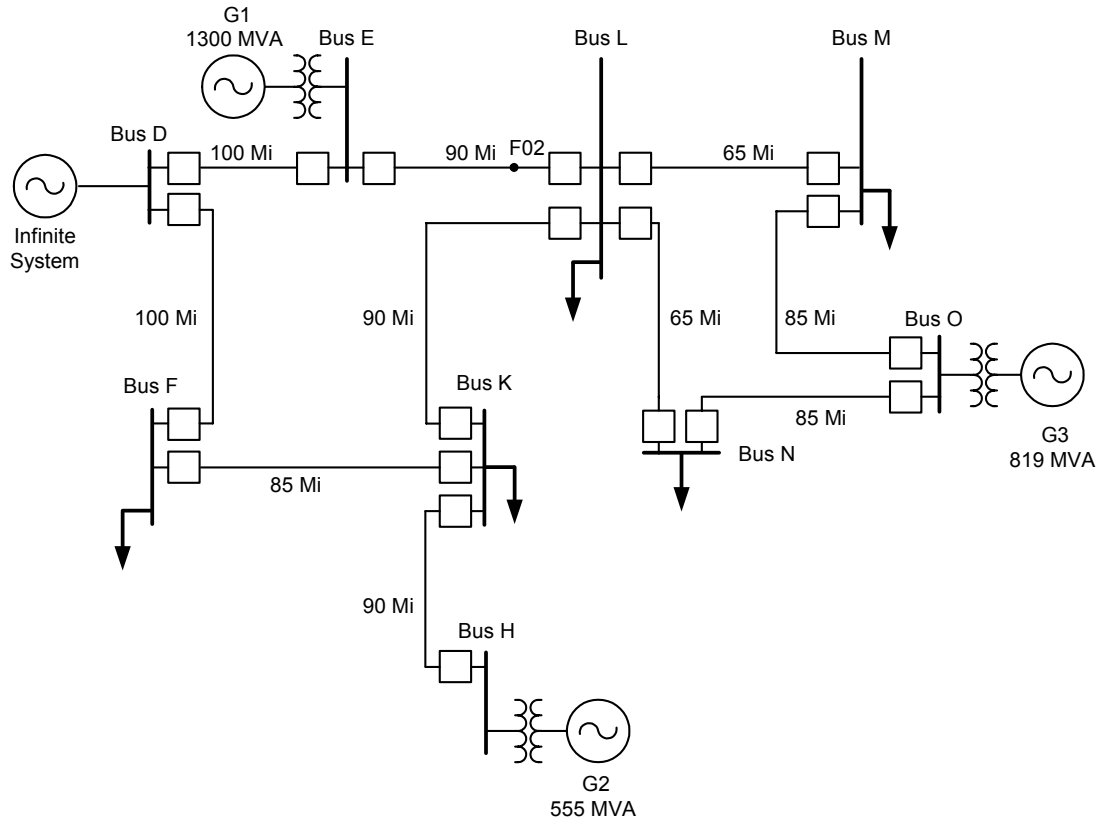 G1
1300 MVA
Bus E
Bus L
Bus M
Bus D
100 Mi
90 Mi
F02
65 Mi
Infinite
System
100 Mi
90 Mi
65 Mi
85 Mi
Bus O
Bus F
Bus K
85 Mi
G3
819 MVA
Bus N
85 Mi
90 Mi
Bus H
G2
555 MVA